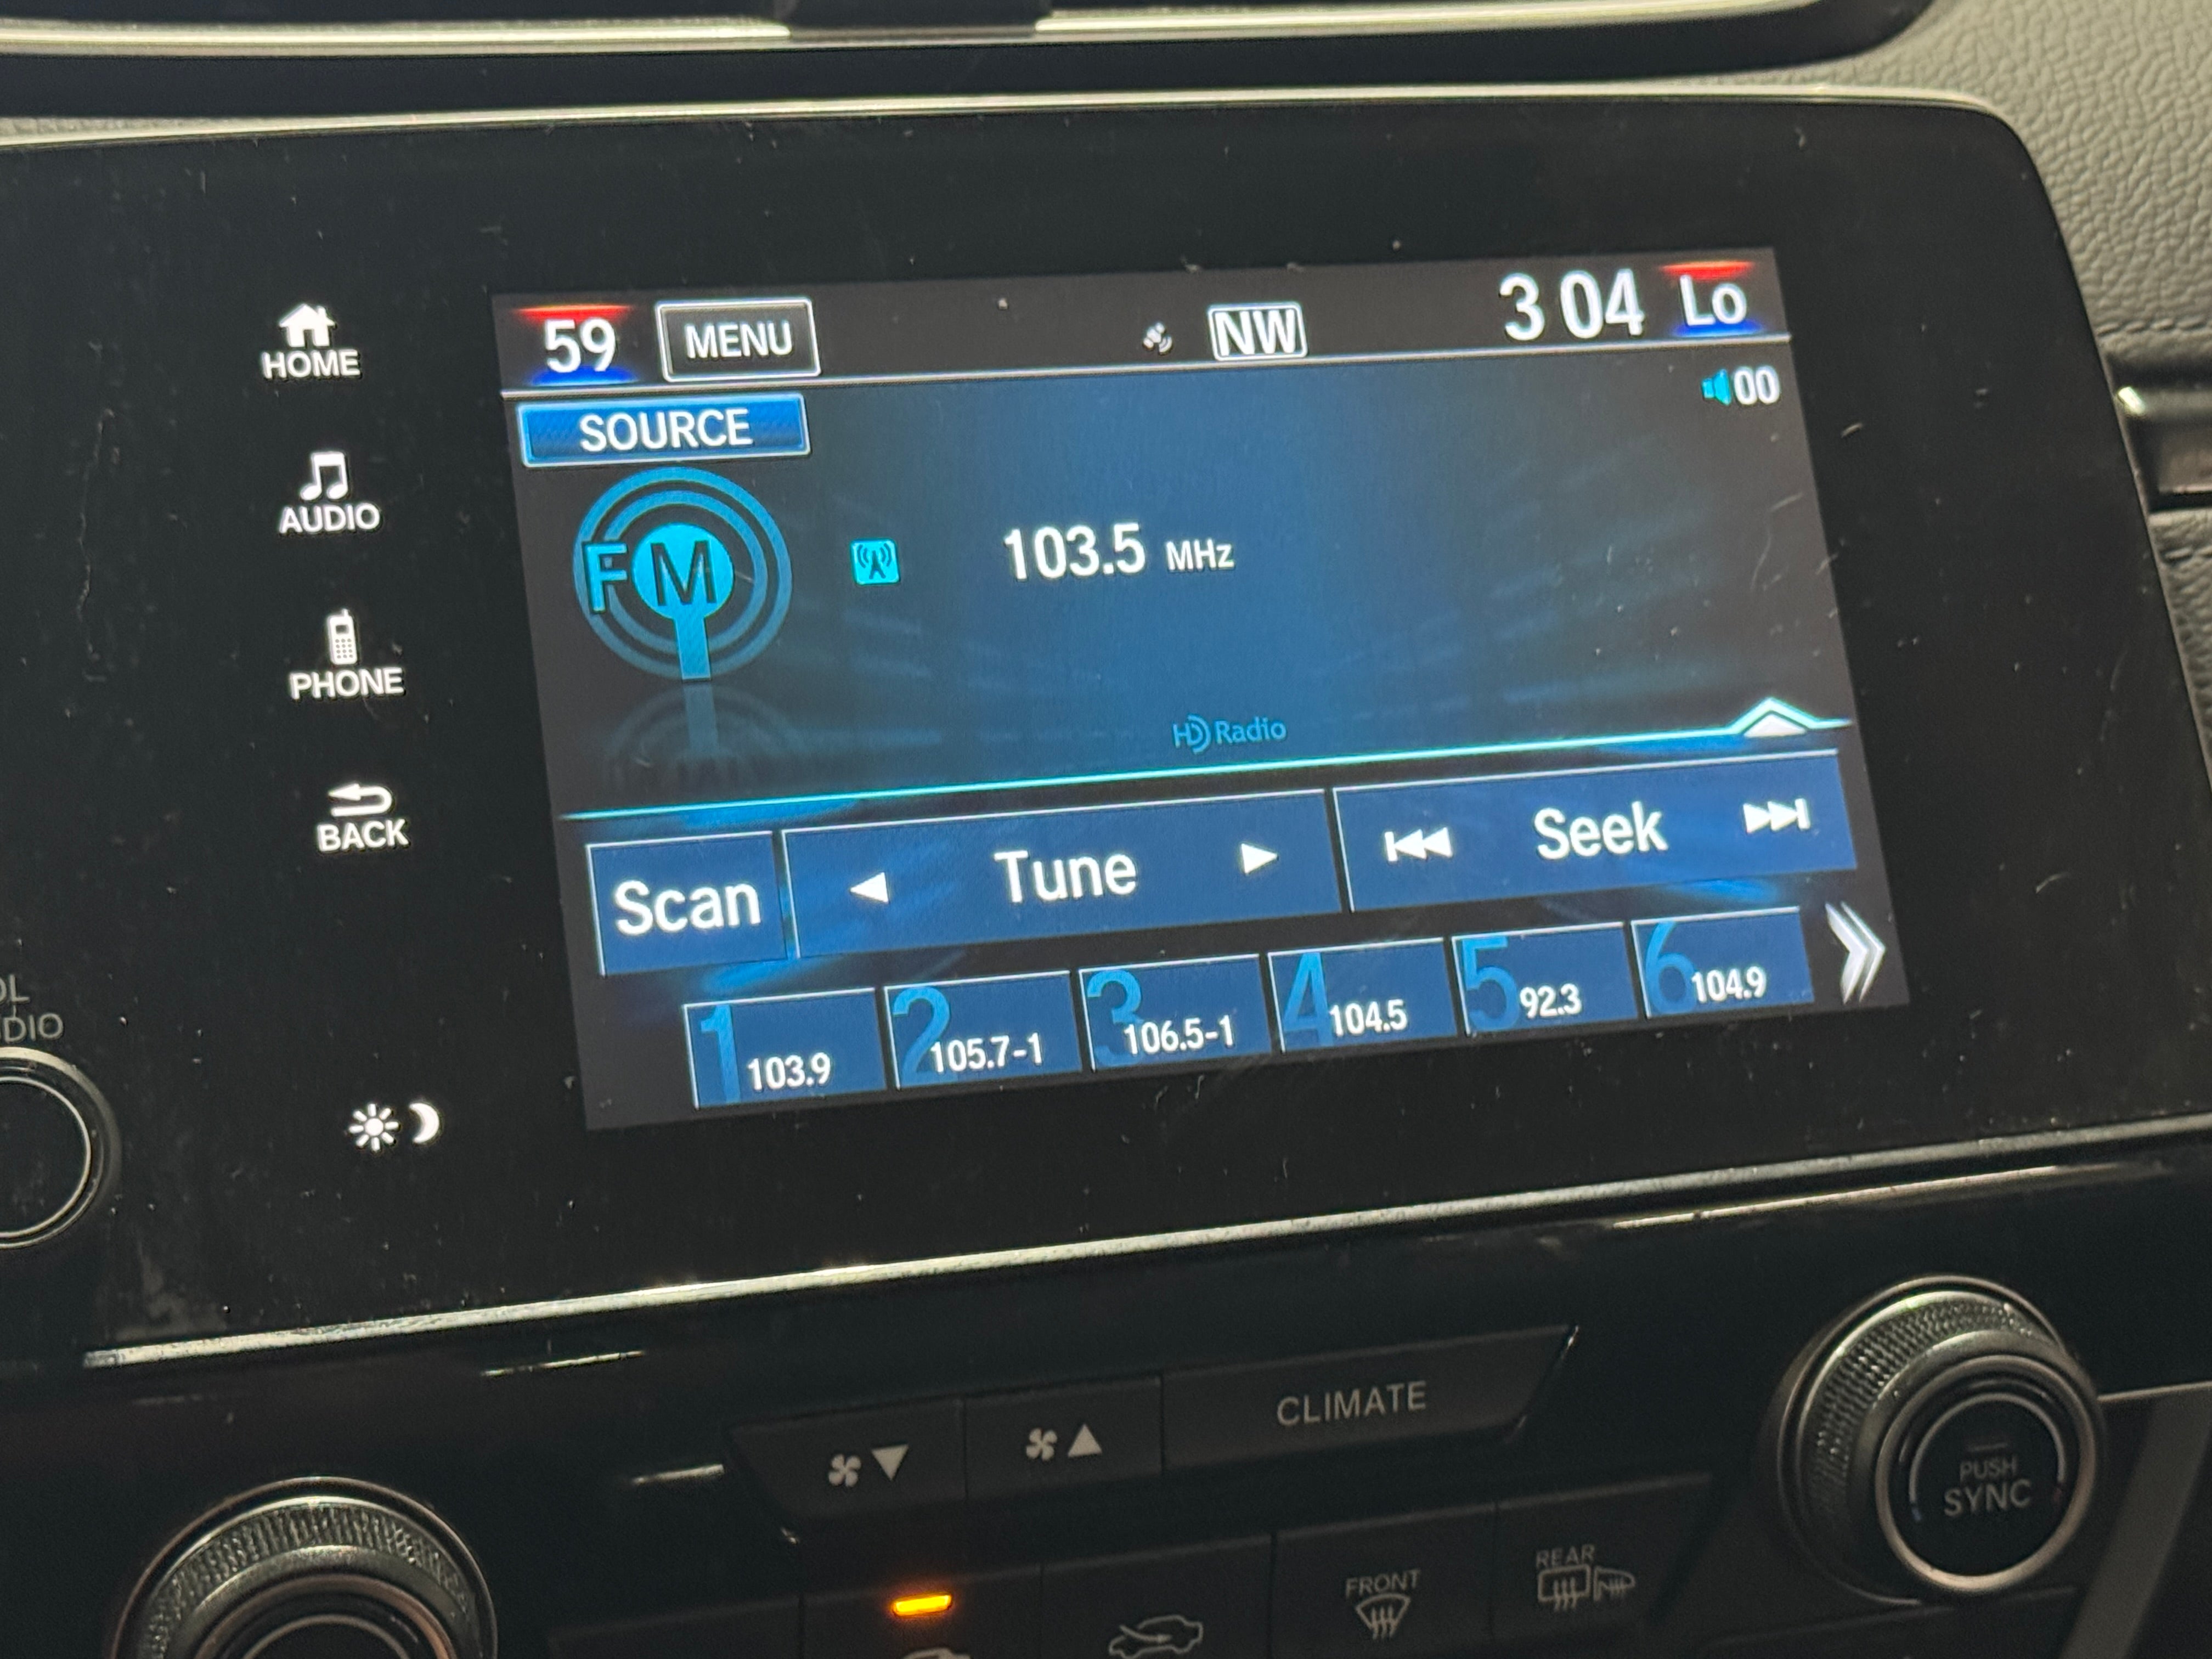 59 MENU NW 3 04 Lo
HOME
SOURCE
00
AUDIO
FM
103.5 MHz
PHONE
HD Radio
BACK
Scan Tune Seek
1 103.9
2 105.7-1
3 106.5-1
4 104.5
5 92.3
6 104.9
CLIMATE
PUSH
SYNC
FRONT
REAR